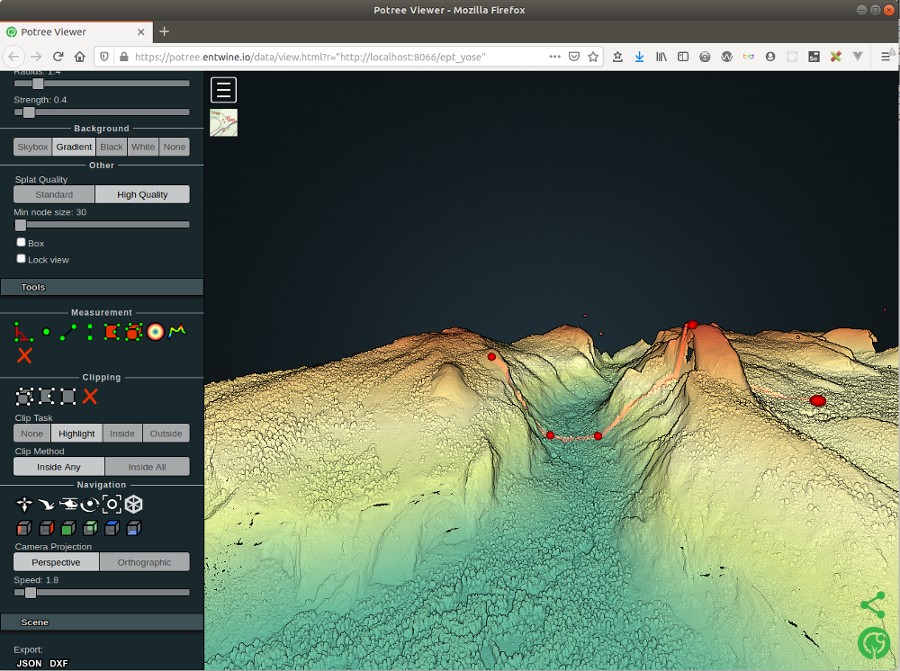 Potree Viewer - Mozilla Firefox
Potree Viewer
https://potree.entwine.io/data/view.html?r="http://localhost:8066/ept_yose"
Radius: 1.4
Strength: 0.4
Background
Skybox Gradient Black White None
Other
Splat Quality
Standard High Quality
Min node size: 30
Box
Lock view
Tools
Measurement
Clipping
Clip Task
None Highlight Inside Outside
Clip Method
Inside Any Inside All
Navigation
Camera Projection
Perspective Orthographic
Speed: 1.8
Scene
Export:
JSON DXF